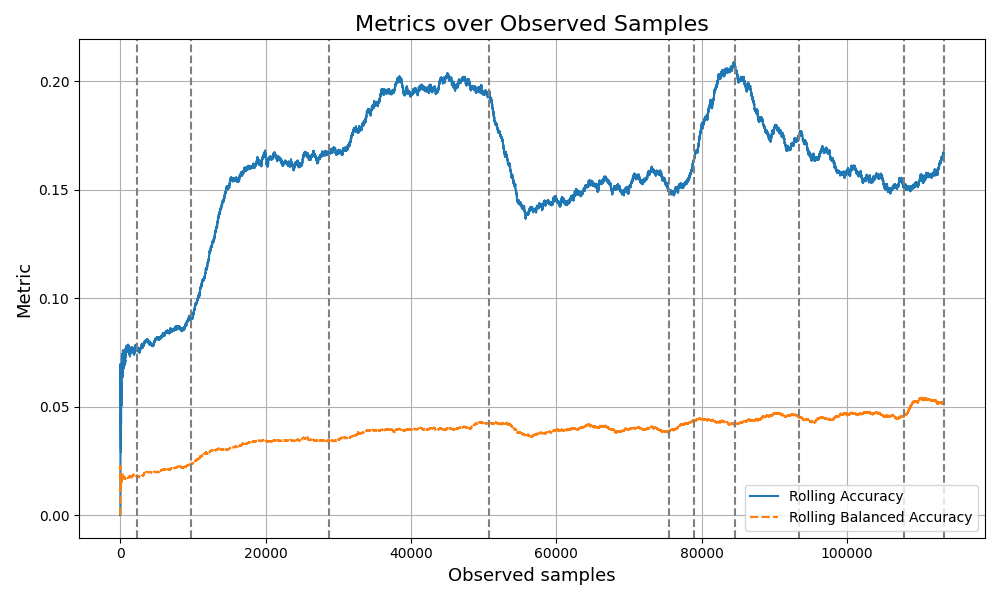 Metrics over Observed Samples
Metric
0.20
0.15
0.10
0.05
0.00
0 20000 40000 60000 80000 100000
Observed samples
Rolling Accuracy
Rolling Balanced Accuracy